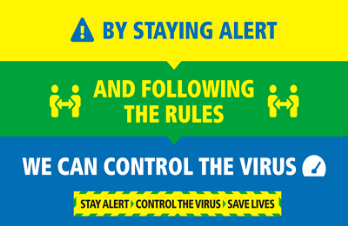 BY STAYING ALERT
AND FOLLOWING
THE RULES
WE CAN CONTROL THE VIRUS
STAY ALERT CONTROL THE VIRUS SAVE LIVES